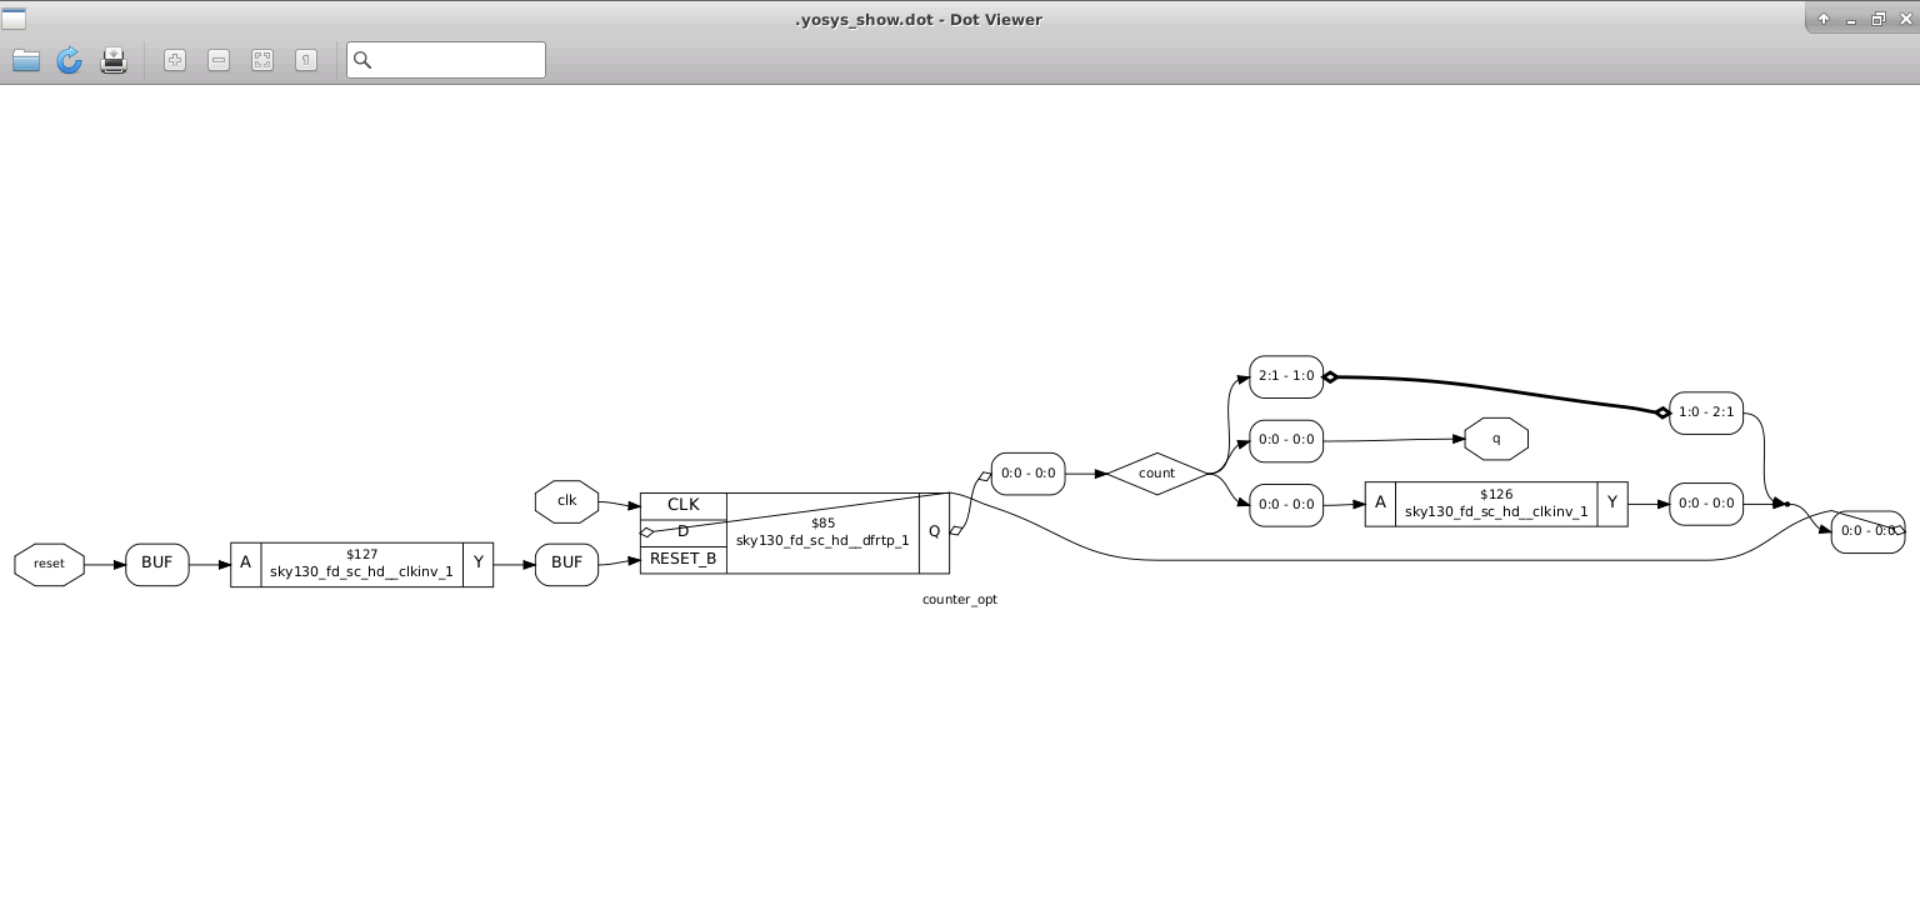 .yosys_show.dot - Dot Viewer
2:1 - 1:0
1:0 - 2:1
0:0 - 0:0
q
0:0 - 0:0
count
clk
CLK
D
RESET_B
$85
sky130_fd_sc_hd__dfrtp_1
Q
0:0 - 0:0
A
$126
sky130_fd_sc_hd__clkinv_1
Y
0:0 - 0:0
0:0 - 0:0
reset
BUF
A
$127
sky130_fd_sc_hd__clkinv_1
Y
BUF
counter_opt